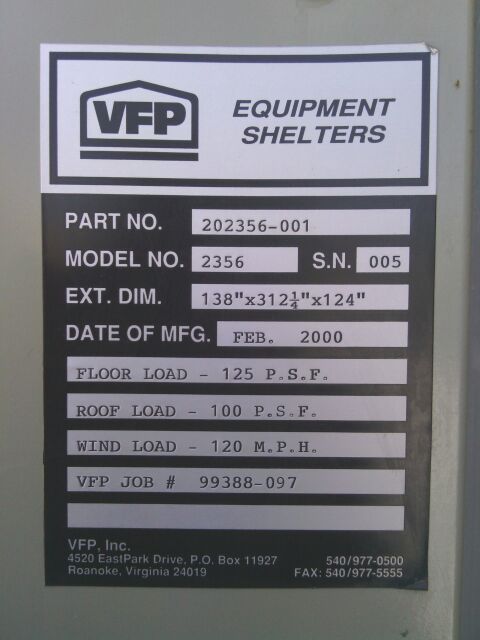 VFP
EQUIPMENT
SHELTERS
PART NO. 202356-001
MODEL NO. 2356 S.N. 005
EXT. DIM. 138"x312¼"x124"
DATE OF MFG. FEB. 2000
FLOOR LOAD - 125 P.S.F.
ROOF LOAD - 100 P.S.F.
WIND LOAD - 120 M.P.H.
VFP JOB # 99388-097
VFP, Inc.
4520 EastPark Drive, P.O. Box 11927 540/977-0500
Roanoke, Virginia 24019 FAX: 540/977-5555